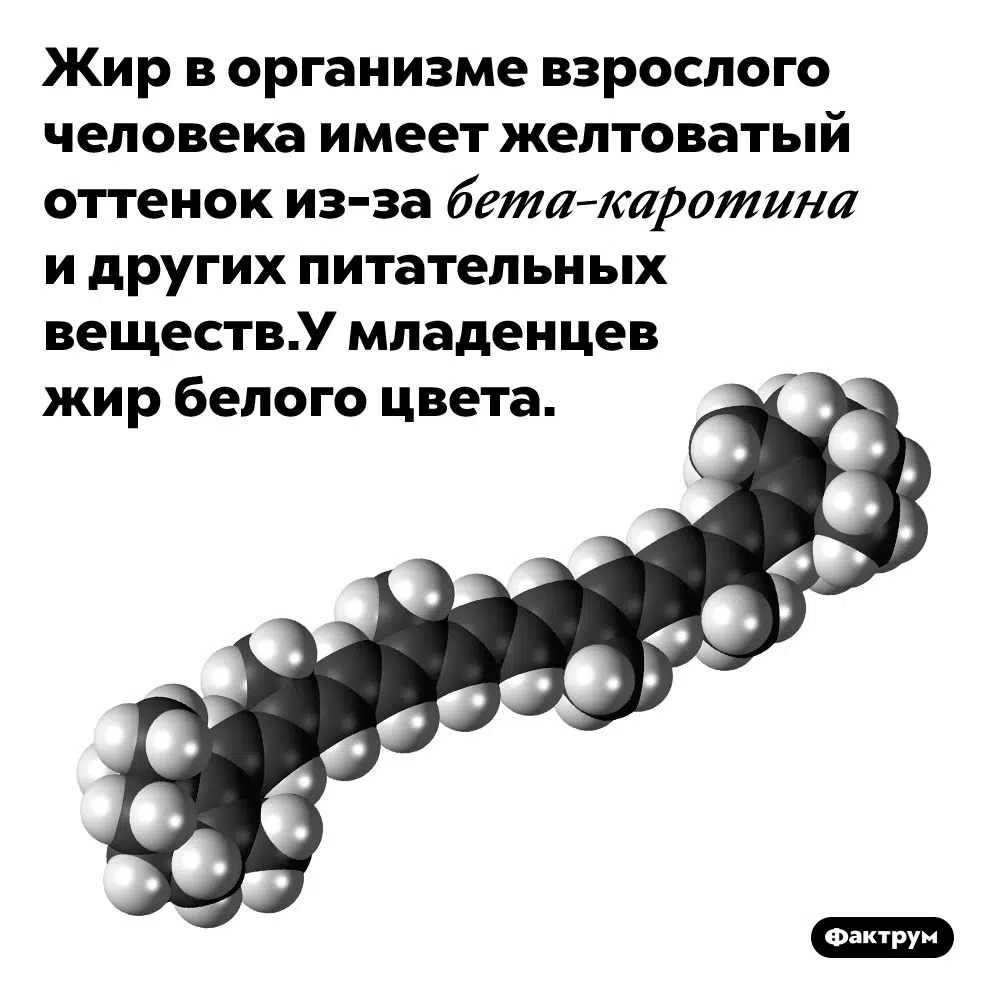 Жир в организме взрослого
человека имеет желтоватый
оттенок из-за бета-каротина
и других питательных
веществ.У младенцев
жир белого цвета.
Фактрум